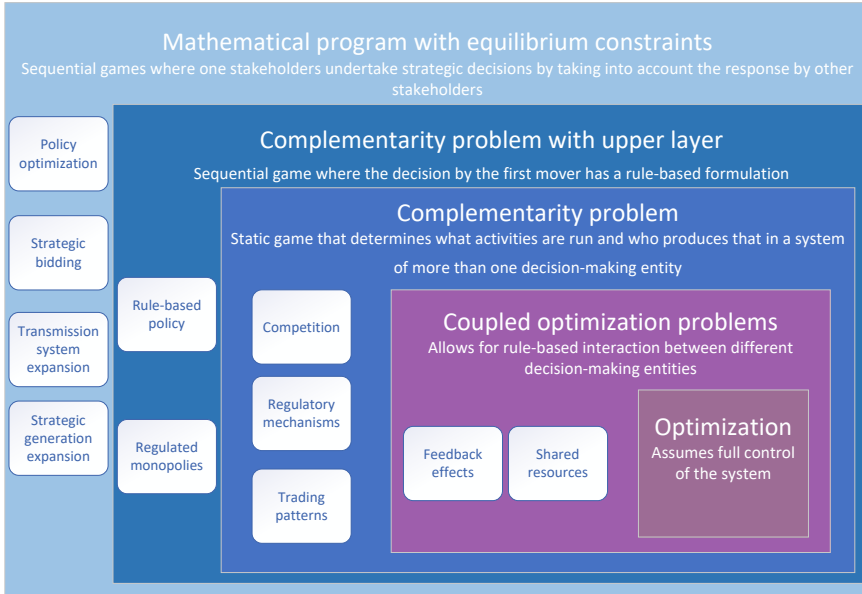 Mathematical program with equilibrium constraints
Sequential games where one stakeholders undertake strategic decisions by taking into account the response by other
stakeholders
Policy
optimization
Strategic
bidding
Transmission
system
expansion
Strategic
generation
expansion
Complementarity problem with upper layer
Sequential game where the decision by the first mover has a rule-based formulation
Rule-based
policy
Regulated
monopolies
Complementarity problem
Static game that determines what activities are run and who produces that in a system
of more than one decision-making entity
Competition
Regulatory
mechanisms
Trading
patterns
Coupled optimization problems
Allows for rule-based interaction between different
decision-making entities
Feedback
effects
Shared
resources
Optimization
Assumes full control
of the system